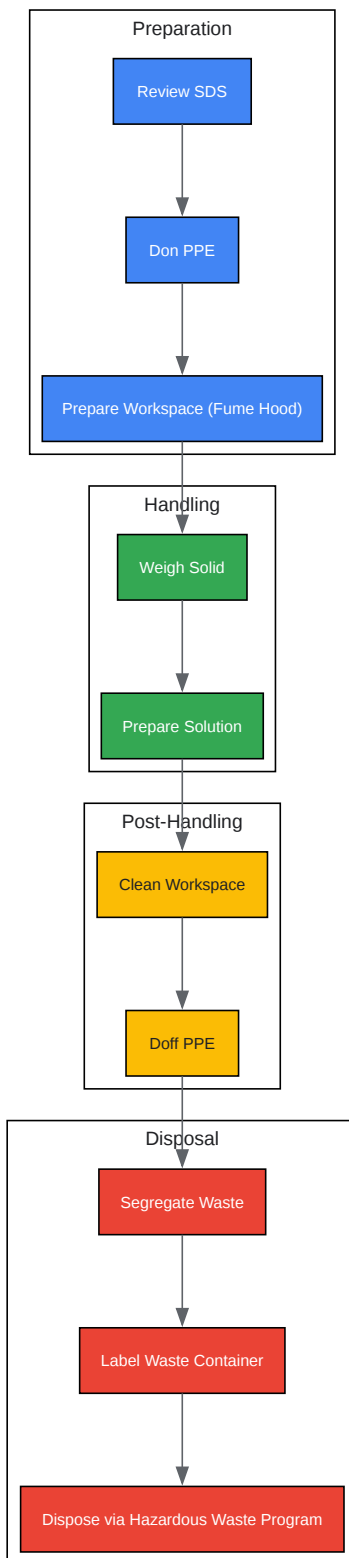 Preparation
Review SDS
Don PPE
Prepare Workspace (Fume Hood)
Handling
Weigh Solid
Prepare Solution
Post-Handling
Clean Workspace
Doff PPE
Disposal
Segregate Waste
Label Waste Container
Dispose via Hazardous Waste Program